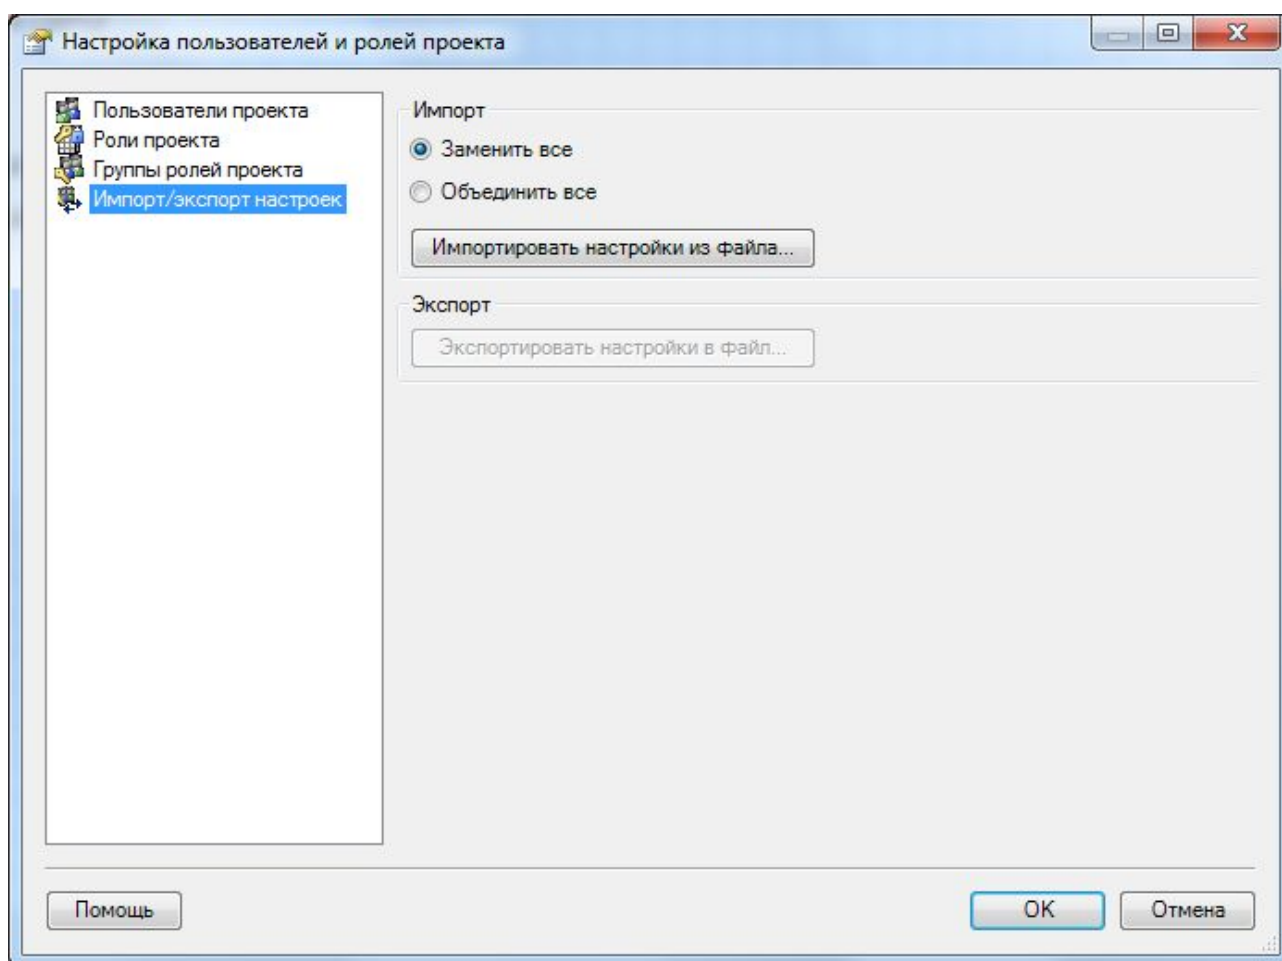 Настройка пользователей и ролей проекта
Пользователи проекта
Роли проекта
Группы ролей проекта
Импорт/экспорт настроек
Импорт
Заменить все
Объединить все
Импортировать настройки из файла...
Экспорт
Экспортировать настройки в файл...
Помощь
OK
Отмена